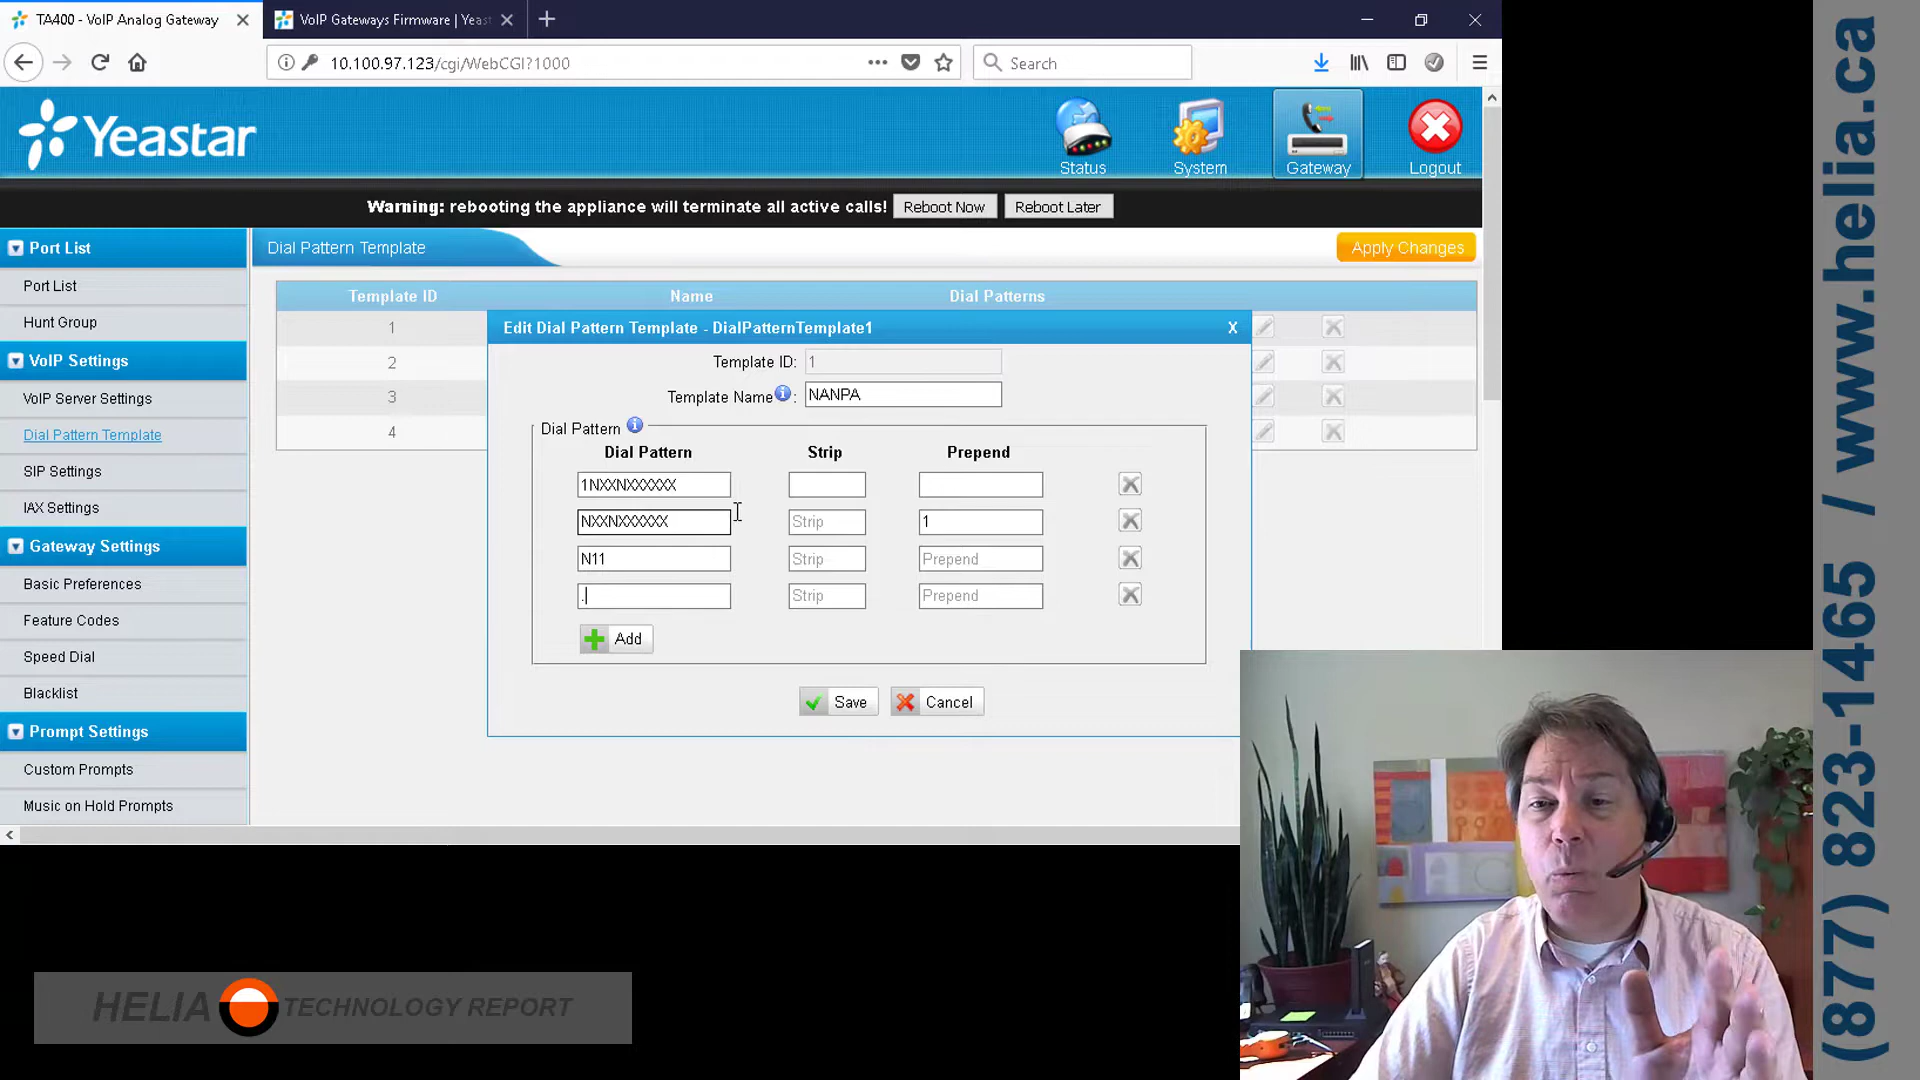 TA400 - VoIP Analog Gateway
VoIP Gateways Firmware | Yeas
10.100.97.123/cgi/WebCGI?1000
Search
Yeastar
Status
System
Gateway
Logout
Warning: rebooting the appliance will terminate all active calls!
Reboot Now
Reboot Later
Port List
Port List
Hunt Group
VoIP Settings
VoIP Server Settings
Dial Pattern Template
SIP Settings
IAX Settings
Gateway Settings
Basic Preferences
Feature Codes
Speed Dial
Blacklist
Prompt Settings
Custom Prompts
Music on Hold Prompts
Dial Pattern Template
Apply Changes
Template ID Name Dial Patterns
1
2
3
4
Edit Dial Pattern Template - DialPatternTemplate1
X
Template ID: 1
Template Name: NANPA
Dial Pattern
Dial Pattern Strip Prepend
1NXXNXXXXXX
NXXNXXXXXX Strip 1
N11 Strip Prepend
. Strip Prepend
Add
Save
Cancel
HELIA TECHNOLOGY REPORT
(877) 823-1465 / www.helia.ca